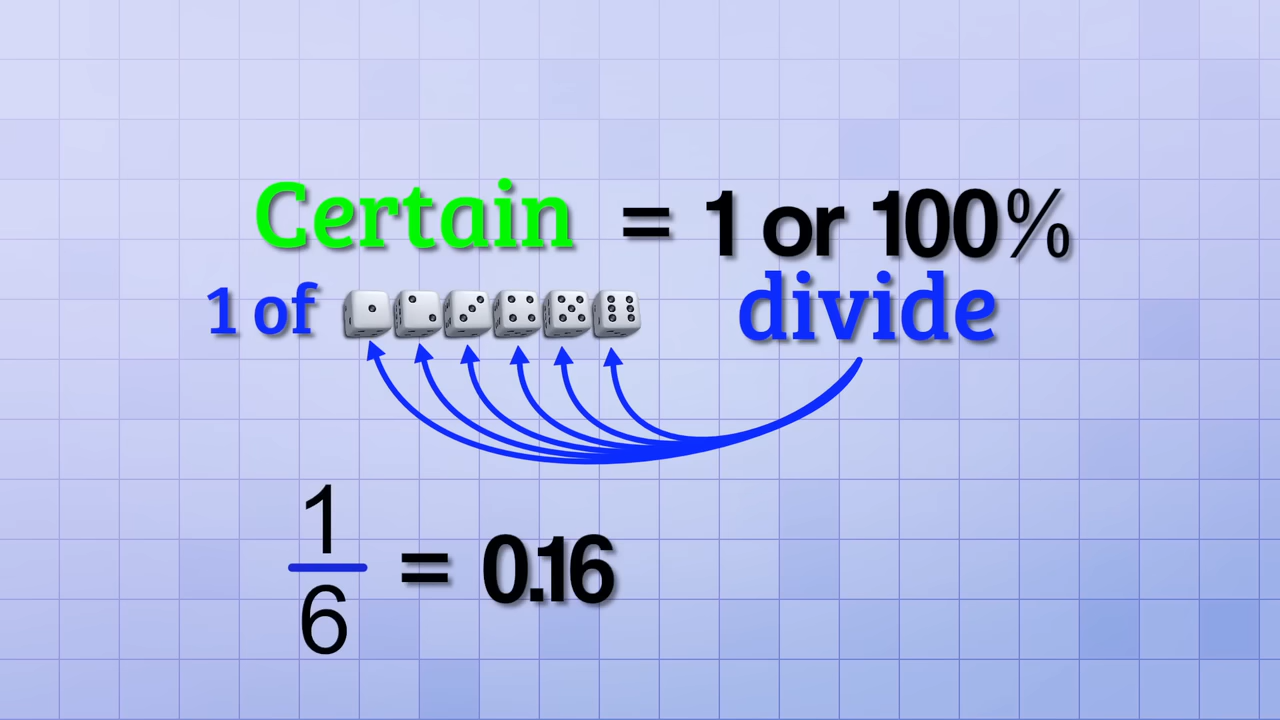 Certain = 1 or 100%
1 of divide
1
6
= 0.16